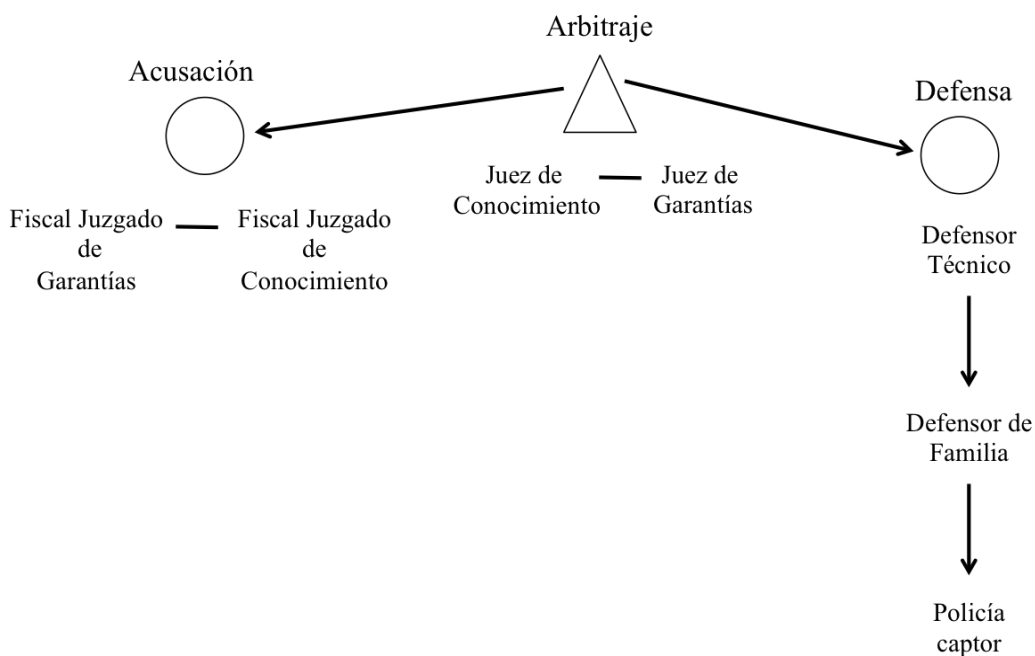 Arbitraje
Acusación
Defensa
Juez de
Conocimiento
Juez de
Garantías
Fiscal Juzgado
de
Garantías
Fiscal Juzgado
de
Conocimiento
Defensor
Técnico
Defensor de
Familia
Policía
captor